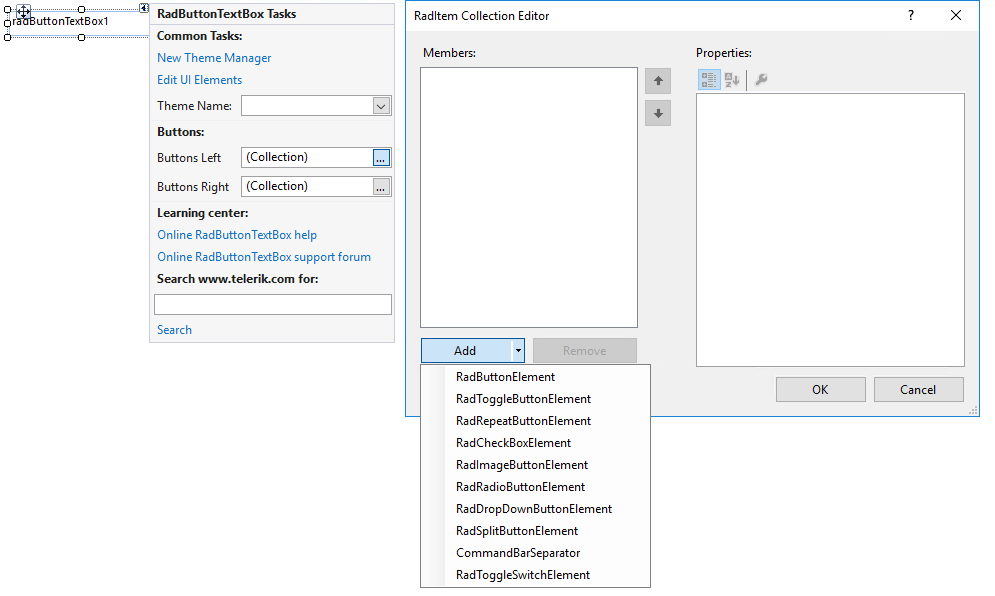 radButtonTextBox1
RadButtonTextBox Tasks
Common Tasks:
New Theme Manager
Edit UI Elements
Theme Name:
Buttons:
Buttons Left (Collection) ...
Buttons Right (Collection) ...
Learning center:
Online RadButtonTextBox help
Online RadButtonTextBox support forum
Search www.telerik.com for:
Search
RadItem Collection Editor ?
Members:
Properties:
Add
Remove
RadButtonElement
RadToggleButtonElement
RadRepeatButtonElement
RadCheckBoxElement
RadImageButtonElement
RadRadioButtonElement
RadDropDownButtonElement
RadSplitButtonElement
CommandBarSeparator
RadToggleSwitchElement
OK
Cancel